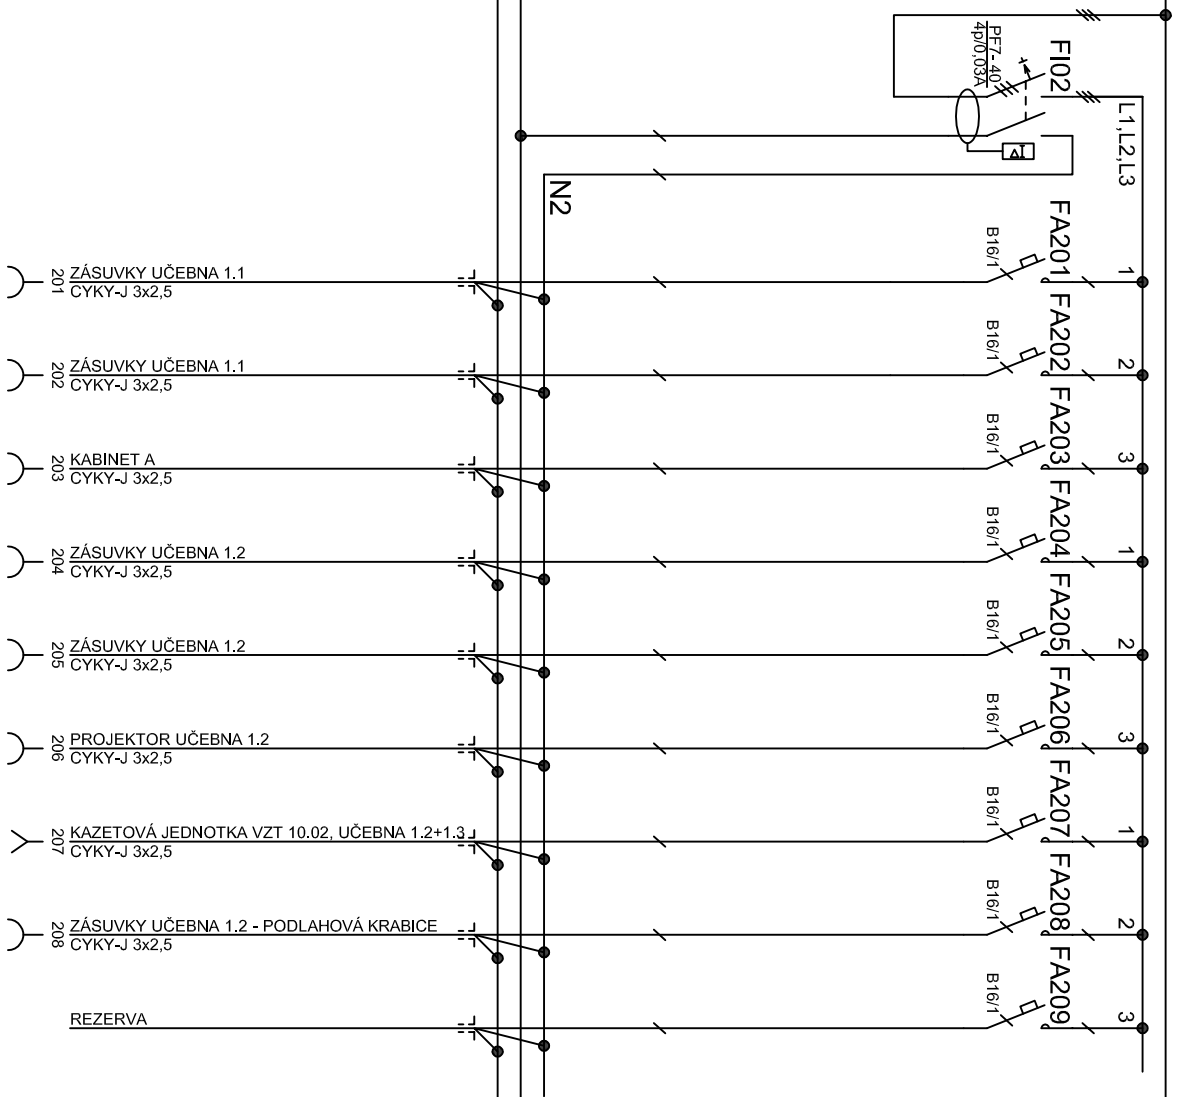 FI02
PF7- 40
4p/0,03A
ΔI
L1,L2,L3
N2
FA201
B16/1
1
201
ZÁSUVKY UČEBNA 1.1
CYKY-J 3x2,5
FA202
B16/1
2
202
ZÁSUVKY UČEBNA 1.1
CYKY-J 3x2,5
FA203
B16/1
3
203
KABINET A
CYKY-J 3x2,5
FA204
B16/1
1
204
ZÁSUVKY UČEBNA 1.2
CYKY-J 3x2,5
FA205
B16/1
2
205
ZÁSUVKY UČEBNA 1.2
CYKY-J 3x2,5
FA206
B16/1
3
206
PROJEKTOR UČEBNA 1.2
CYKY-J 3x2,5
FA207
B16/1
1
207
KAZETOVÁ JEDNOTKA VZT 10.02, UČEBNA 1.2+1.3
CYKY-J 3x2,5
FA208
B16/1
2
208
ZÁSUVKY UČEBNA 1.2 - PODLAHOVÁ KRABICE
CYKY-J 3x2,5
FA209
B16/1
3
REZERVA